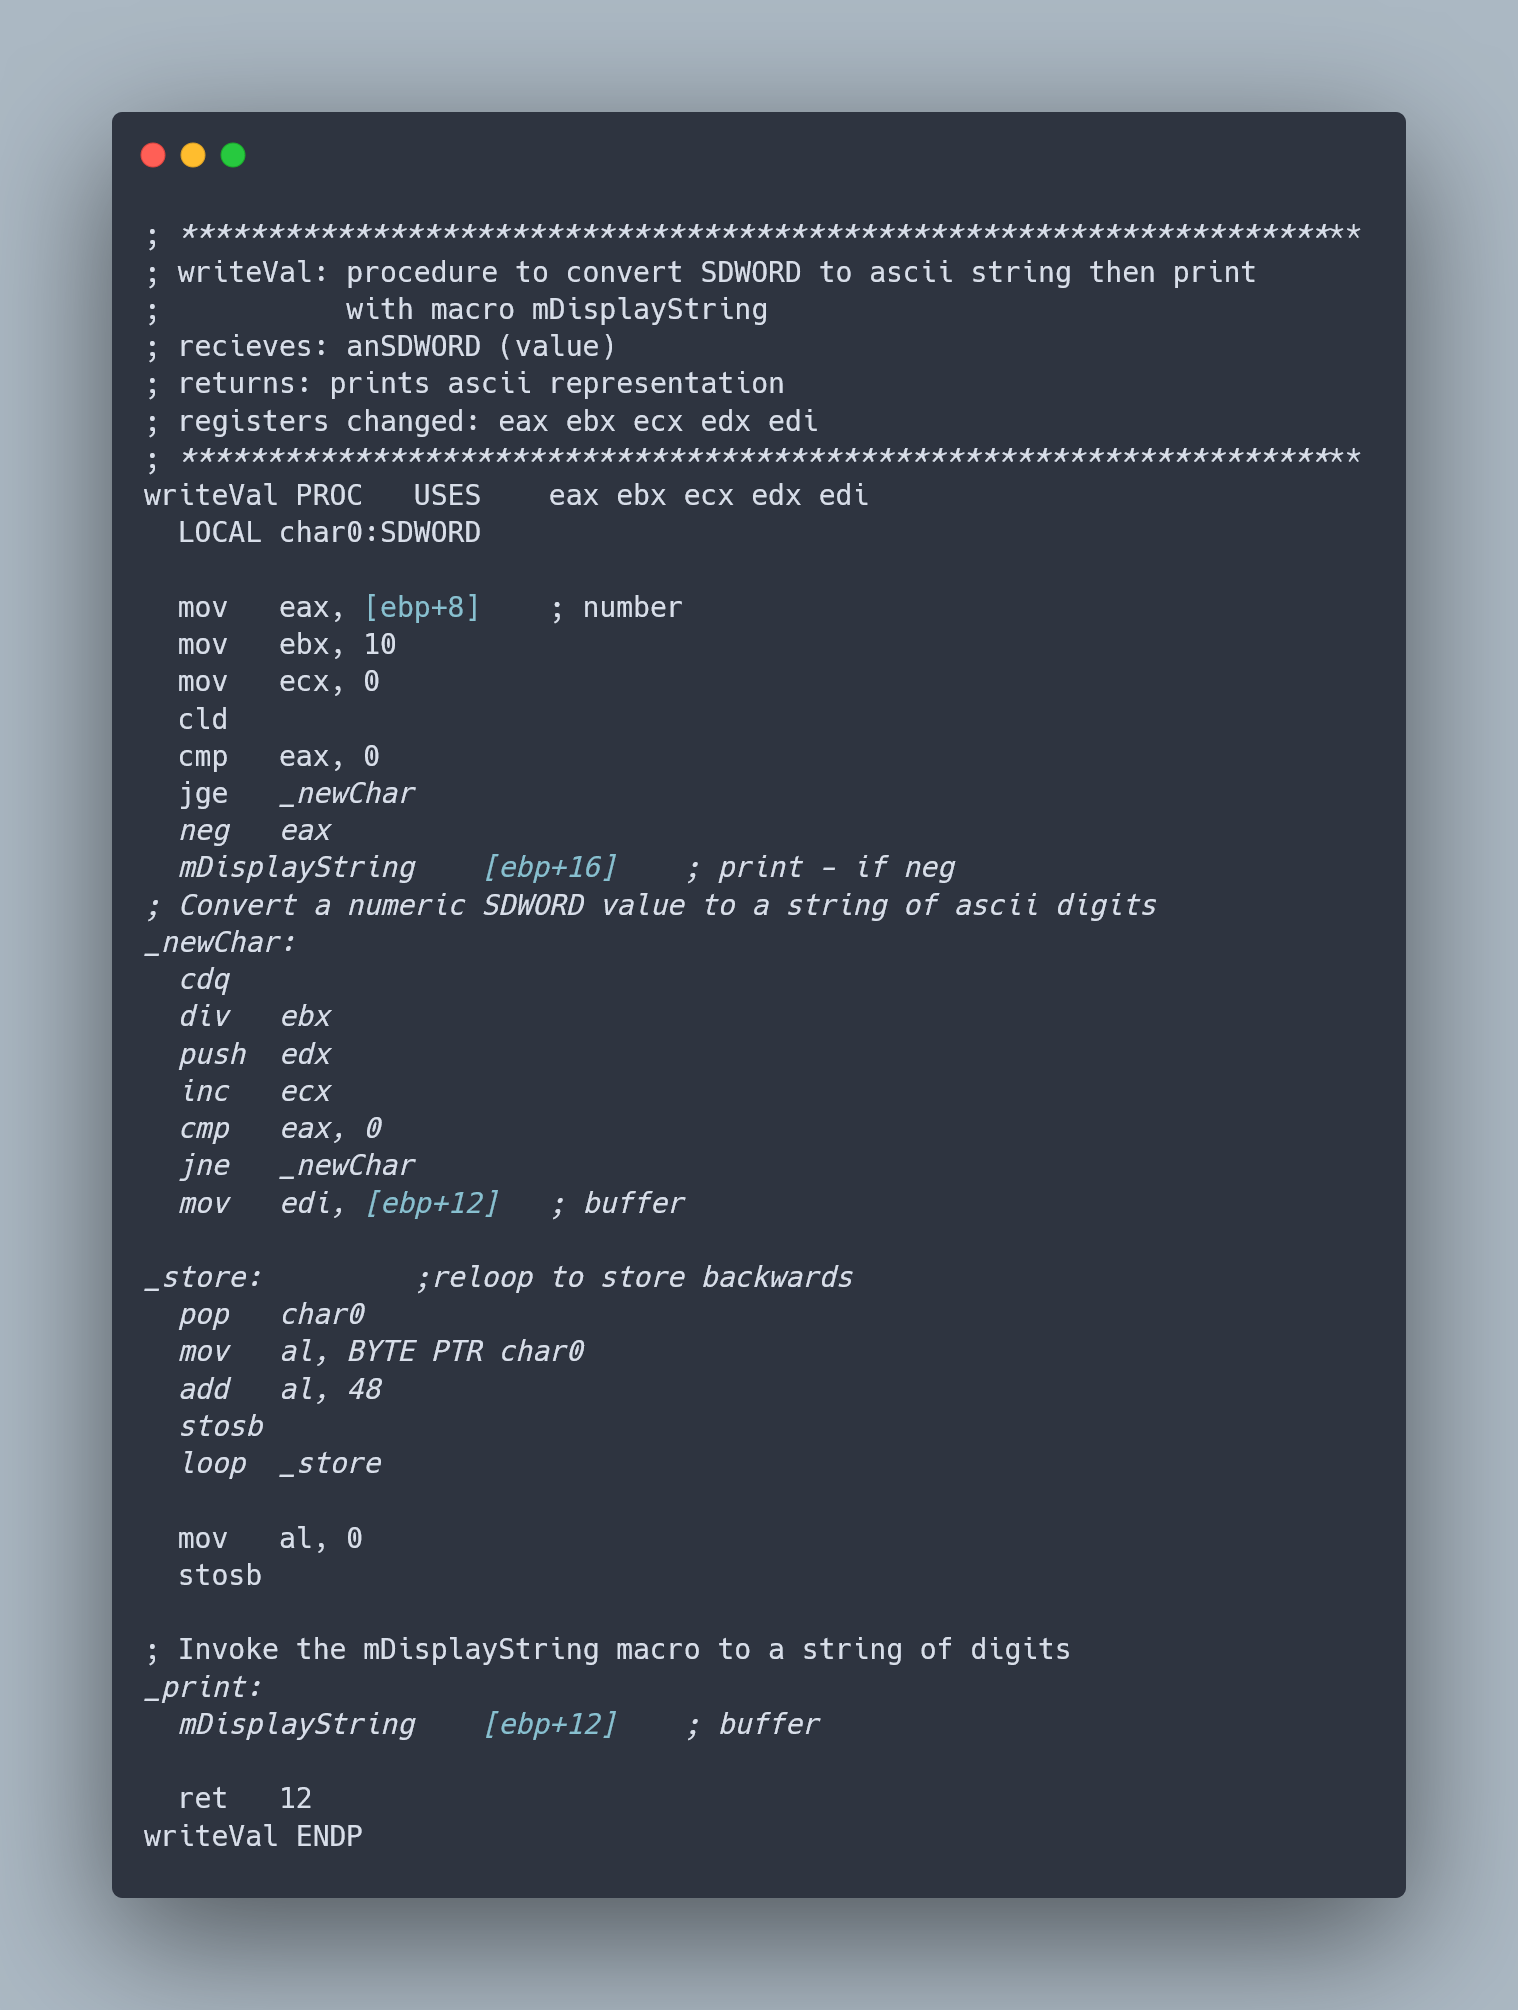 ; *********************************************************************
; writeVal: procedure to convert SDWORD to ascii string then print
;           with macro mDisplayString
; recieves: anSDWORD (value)
; returns: prints ascii representation
; registers changed: eax ebx ecx edx edi
; *********************************************************************
writeVal PROC   USES    eax ebx ecx edx edi
  LOCAL char0:SDWORD
  mov   eax, [ebp+8]    ; number
  mov   ebx, 10
  mov   ecx, 0
  cld
  cmp   eax, 0
  jge   _newChar
  neg   eax
  mDisplayString    [ebp+16]    ; print - if neg
; Convert a numeric SDWORD value to a string of ascii digits
_newChar:
  cdq
  div   ebx
  push  edx
  inc   ecx
  cmp   eax, 0
  jne   _newChar
  mov   edi, [ebp+12]   ; buffer
_store:         ;reloop to store backwards
  pop   char0
  mov   al, BYTE PTR char0
  add   al, 48
  stosb
  loop  _store
  mov   al, 0
  stosb
; Invoke the mDisplayString macro to a string of digits
_print:
  mDisplayString    [ebp+12]    ; buffer
  ret   12
writeVal ENDP